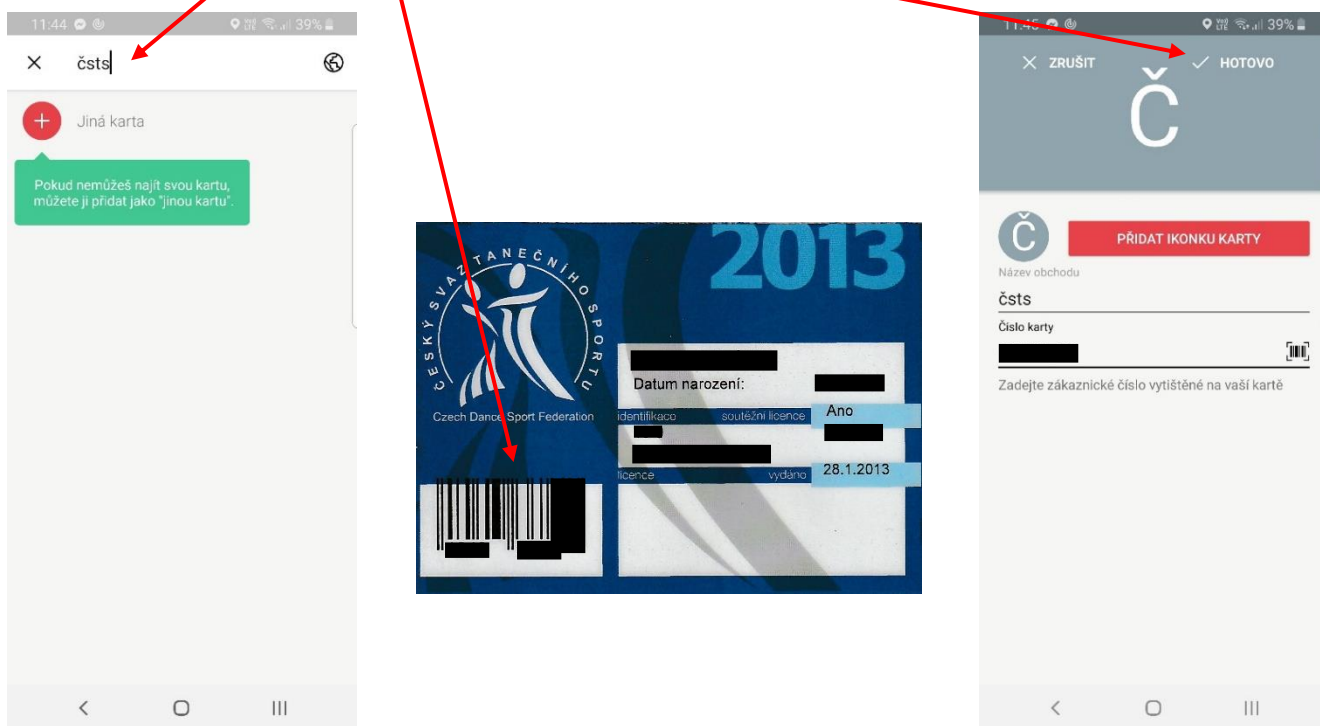 11:44
39%
čsts
Jiná karta
Pokud nemůžeš najít svou kartu,
můžete ji přidat jako "jinou kartu".
2013
ČESKÝ SVAZ TANEČNÍHO SPORTU
Czech Dance Sport Federation
Datum narození:
identifikace soutěžní licence Ano
licence vydáno 28.1.2013
11:45
39%
ZRUŠIT
HOTOVO
Č
Č
PŘIDAT IKONKU KARTY
Název obchodu
čsts
Číslo karty
Zadejte zákaznické číslo vytištěné na vaší kartě